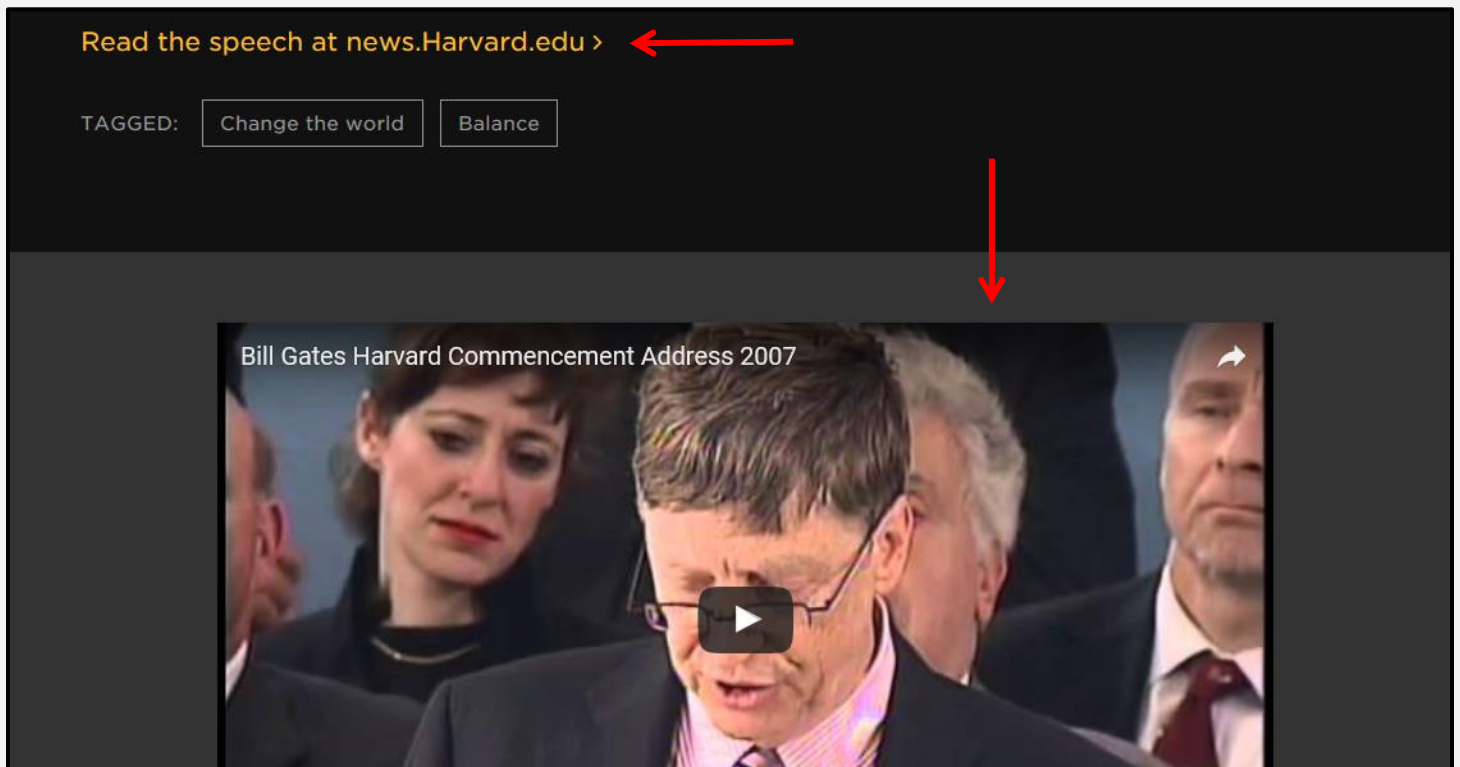 Read the speech at news.Harvard.edu ›
TAGGED: Change the world Balance
Bill Gates Harvard Commencement Address 2007